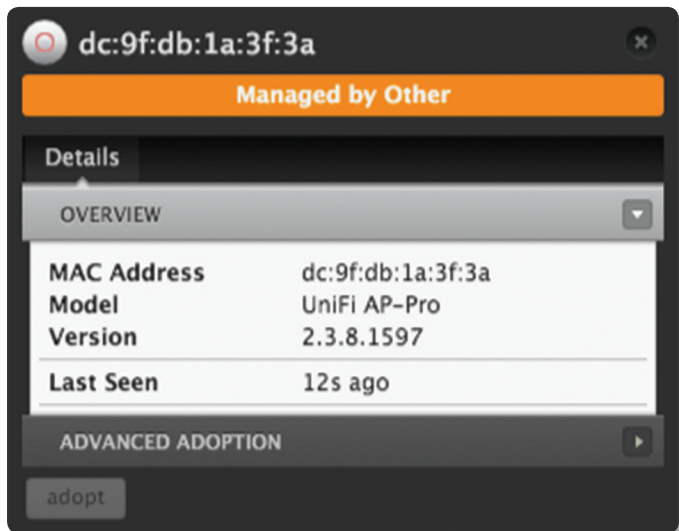 dc:9f:db:1a:3f:3a
Managed by Other
Details
OVERVIEW
MAC Address dc:9f:db:1a:3f:3a
Model UniFi AP-Pro
Version 2.3.8.1597
Last Seen 12s ago
ADVANCED ADOPTION
adopt